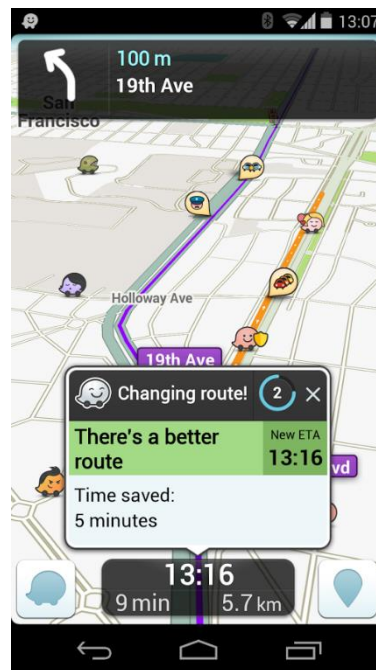 13:07
100 m
19th Ave
San
Francisco
Holloway Ave
19th Ave
Changing route!
2
There's a better
route
New ETA
13:16
vd
Time saved:
5 minutes
13:16
9 min
5.7 km